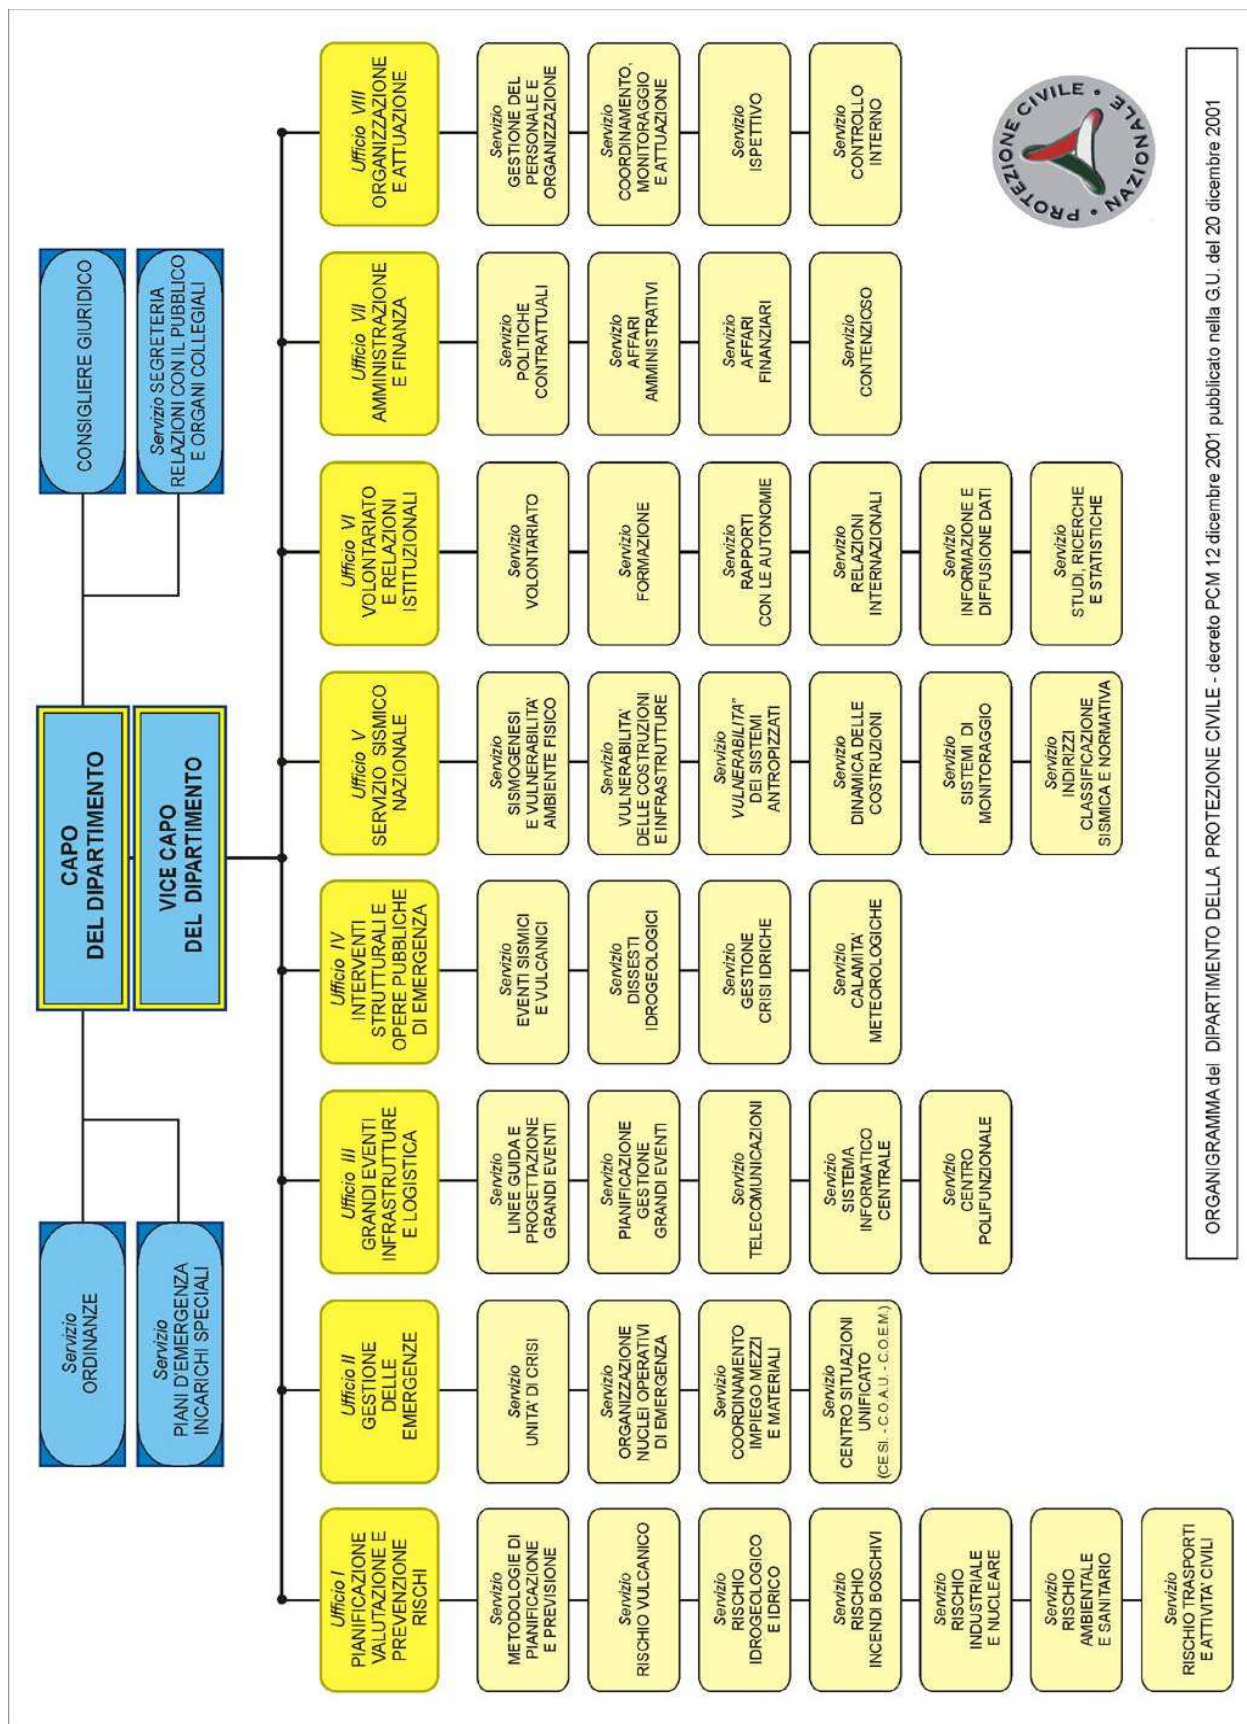 CAPO
DEL DIPARTIMENTO
VICE CAPO
DEL DIPARTIMENTO
Servizio
ORDINANZE
Servizio
PIANI D'EMERGENZA
INCARICHI SPECIALI
CONSIGLIERE GIURIDICO
Servizio SEGRETERIA
RELAZIONI CON IL PUBBLICO
E ORGANI COLLEGIALI
Ufficio I
PIANIFICAZIONE
VALUTAZIONE E
PREVENZIONE
RISCHI
Servizio
METODOLOGIE DI
PIANIFICAZIONE
E PREVISIONE
Servizio
RISCHIO VULCANICO
Servizio
RISCHIO
IDROGEOLOGICO
E IDRICO
Servizio
RISCHIO
INCENDI BOSCHIVI
Servizio
RISCHIO
INDUSTRIALE
E NUCLEARE
Servizio
RISCHIO
AMBIENTALE
E SANITARIO
Servizio
RISCHIO TRASPORTI
E ATTIVITA' CIVILI
Ufficio II
GESTIONE
DELLE
EMERGENZE
Servizio
UNITA' DI CRISI
Servizio
ORGANIZZAZIONE
NUCLEI OPERATIVI
DI EMERGENZA
Servizio
COORDINAMENTO
IMPIEGO MEZZI
E MATERIALI
Servizio
CENTRO SITUAZIONI
UNIFICATO
(CE.SI. - C.O.A.U. - C.O.E.M.)
Ufficio III
GRANDI EVENTI
INFRASTRUTTURE
E LOGISTICA
Servizio
LINEE GUIDA E
PROGETTAZIONE
GRANDI EVENTI
Servizio
PIANIFICAZIONE
GESTIONE
GRANDI EVENTI
Servizio
TELECOMUNICAZIONI
Servizio
SISTEMA
INFORMATICO
CENTRALE
Servizio
CENTRO
POLIFUNZIONALE
Ufficio IV
INTERVENTI
STRUTTURALI E
OPERE PUBBLICHE
DI EMERGENZA
Servizio
EVENTI SISMICI
E VULCANICI
Servizio
DISSESTI
IDROGEOLOGICI
Servizio
GESTIONE
CRISI IDRICHE
Servizio
CALAMITA'
METEOROLOGICHE
Ufficio V
SERVIZIO SISMICO
NAZIONALE
Servizio
SISMOGENESI
E VULNERABILITA'
AMBIENTE FISICO
Servizio
VULNERABILITA'
DELLE COSTRUZIONI
E INFRASTRUTTURE
Servizio
VULNERABILITA'
DEI SISTEMI
ANTROPIZZATI
Servizio
DINAMICA DELLE
COSTRUZIONI
Servizio
SISTEMI DI
MONITORAGGIO
Servizio
INDIRIZZI
CLASSIFICAZIONE
SISMICA E NORMATIVA
Ufficio VI
VOLONTARIATO
E RELAZIONI
ISTITUZIONALI
Servizio
VOLONTARIATO
Servizio
FORMAZIONE
Servizio
RAPPORTI
CON LE AUTONOMIE
Servizio
RELAZIONI
INTERNAZIONALI
Servizio
INFORMAZIONE E
DIFFUSIONE DATI
Servizio
STUDI, RICERCHE
E STATISTICHE
Ufficio VII
AMMINISTRAZIONE
E FINANZA
Servizio
POLITICHE
CONTRATTUALI
Servizio
AFFARI
AMMINISTRATIVI
Servizio
AFFARI
FINANZIARI
Servizio
CONTENZIOSO
Ufficio VIII
ORGANIZZAZIONE
E ATTUAZIONE
Servizio
GESTIONE DEL
PERSONALE E
ORGANIZZAZIONE
Servizio
COORDINAMENTO,
MONITORAGGIO
E ATTUAZIONE
Servizio
ISPETTIVO
Servizio
CONTROLLO
INTERNO
PROTEZIONE CIVILE • NAZIONALE •
ORGANIGRAMMA del DIPARTIMENTO DELLA PROTEZIONE CIVILE - decreto PCM 12 dicembre 2001 pubblicato nella G.U. del 20 dicembre 2001